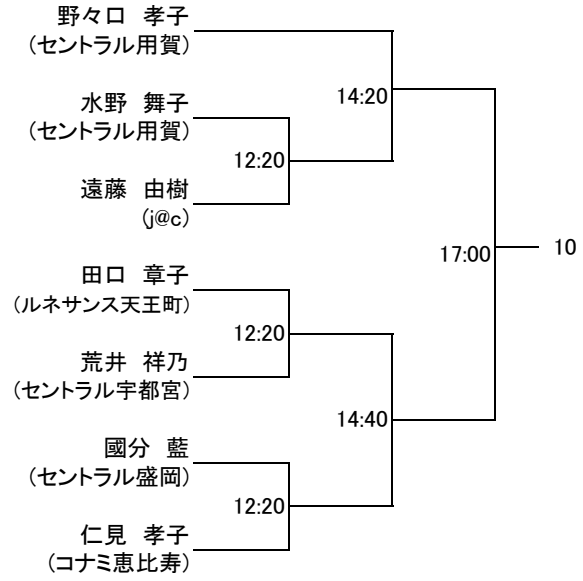 野々口 孝子
(セントラル用賀)
14:20
水野 舞子
(セントラル用賀)
12:20
遠藤 由樹
(j@c)
17:00
10
田口 章子
(ルネサンス天王町)
12:20
荒井 祥乃
(セントラル宇都宮)
14:40
國分 藍
(セントラル盛岡)
12:20
仁見 孝子
(コナミ恵比寿)